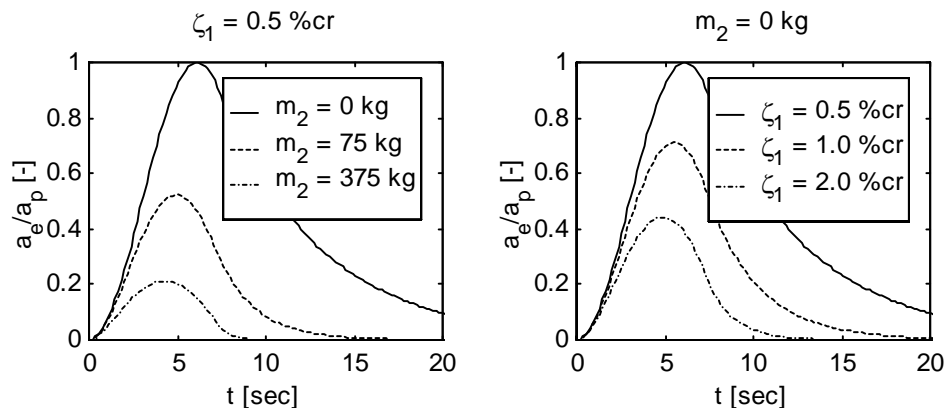 ζ1 = 0.5 %cr
1
0.8
0.6
0.4
0.2
0
ae/ap [-]
m2 = 0 kg
m2 = 75 kg
m2 = 375 kg
0 5 10 15 20
t [sec]
m2 = 0 kg
1
0.8
0.6
0.4
0.2
0
ae/ap [-]
ζ1 = 0.5 %cr
ζ1 = 1.0 %cr
ζ1 = 2.0 %cr
0 5 10 15 20
t [sec]